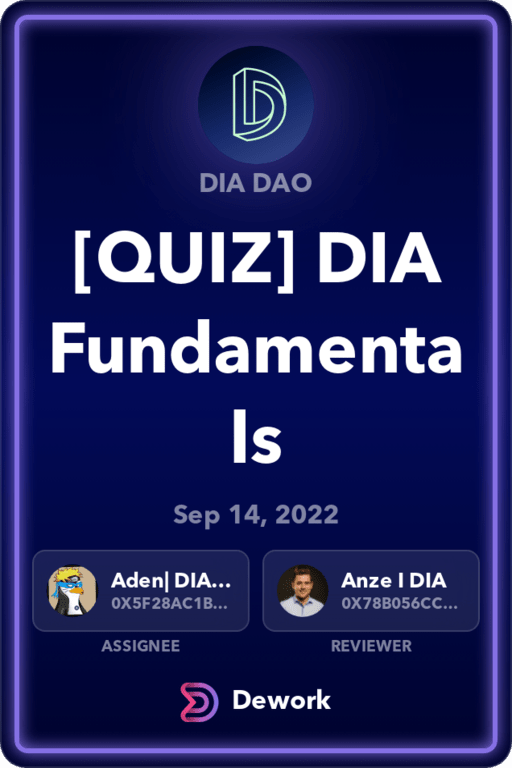 DIA DAO
[QUIZ] DIA
Fundamenta
ls
Sep 14, 2022
Aden| DIA...
0X5F28AC1B...
Anze I DIA
0X78B056CC...
ASSIGNEE
REVIEWER
Dework